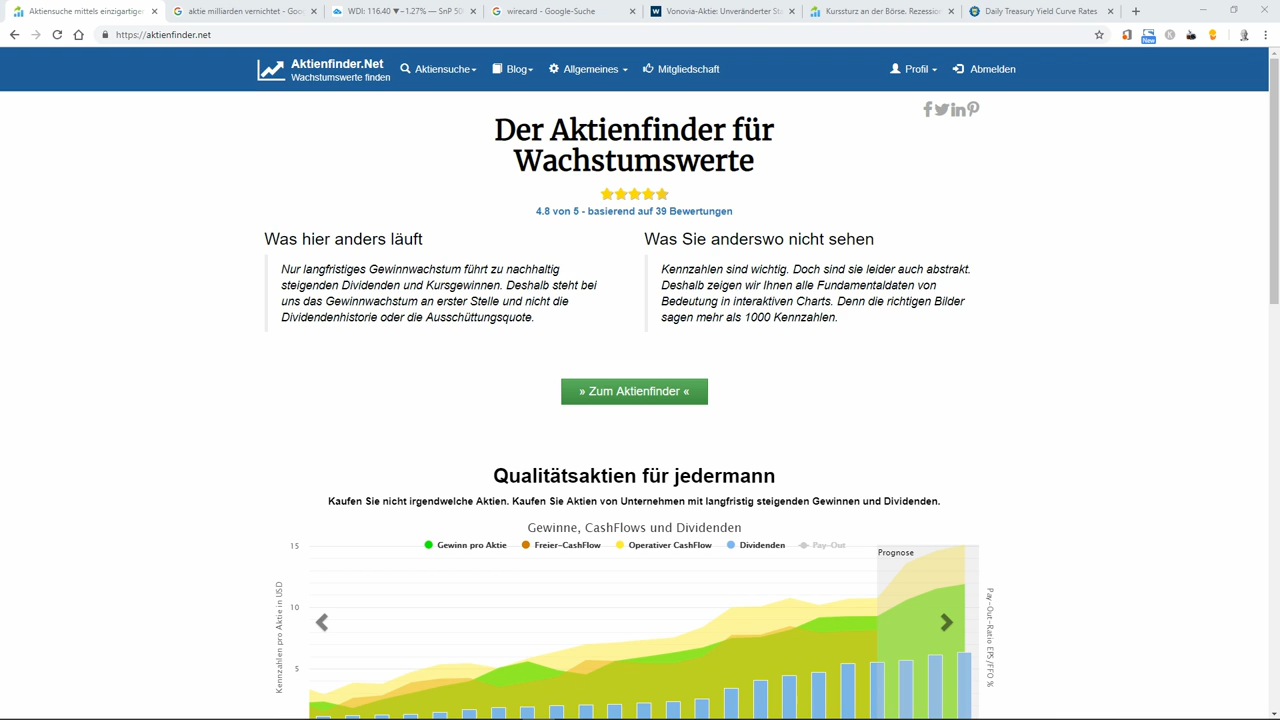 Aktiensuche mittels einzigartiger
aktie milliarden vernichtet - Goo
WDI: 116.40 ▼−1.27% — SnP 50
wirecard - Google-Suche
Vonovia-Aktie: Unveränderter St
Kurssturz an der Börse. Rezession
Daily Treasury Yield Curve Rates
https://aktienfinder.net
New
Aktienfinder.Net
Wachstumswerte finden
Aktiensuche
Blog
Allgemeines
Mitgliedschaft
Profil
Abmelden
Der Aktienfinder für
Wachstumswerte
4.8 von 5 - basierend auf 39 Bewertungen
Was hier anders läuft
Nur langfristiges Gewinnwachstum führt zu nachhaltig
steigenden Dividenden und Kursgewinnen. Deshalb steht bei
uns das Gewinnwachstum an erster Stelle und nicht die
Dividendenhistorie oder die Ausschüttungsquote.
Was Sie anderswo nicht sehen
Kennzahlen sind wichtig. Doch sind sie leider auch abstrakt.
Deshalb zeigen wir Ihnen alle Fundamentaldaten von
Bedeutung in interaktiven Charts. Denn die richtigen Bilder
sagen mehr als 1000 Kennzahlen.
» Zum Aktienfinder «
Qualitätsaktien für jedermann
Kaufen Sie nicht irgendwelche Aktien. Kaufen Sie Aktien von Unternehmen mit langfristig steigenden Gewinnen und Dividenden.
Gewinne, CashFlows und Dividenden
Gewinn pro Aktie
Freier-CashFlow
Operativer CashFlow
Dividenden
Pay-Out
Prognose
15
10
5
Kennzahlen pro Aktie in USD
Pay-Out-Ratio EPS /FFO %